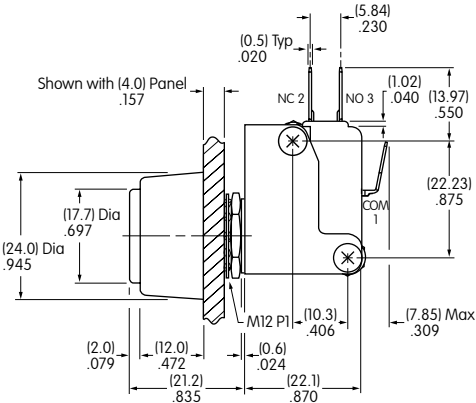 (5.84)
.230
(0.5) Typ
.020
Shown with (4.0) Panel
.157
NC 2
NO 3
(1.02)
.040
(13.97)
.550
(22.23)
.875
COM
1
(17.7) Dia
.697
(24.0) Dia
.945
M12 P1
(10.3)
.406
(7.85) Max
.309
(2.0)
.079
(12.0)
.472
(0.6)
.024
(21.2)
.835
(22.1)
.870